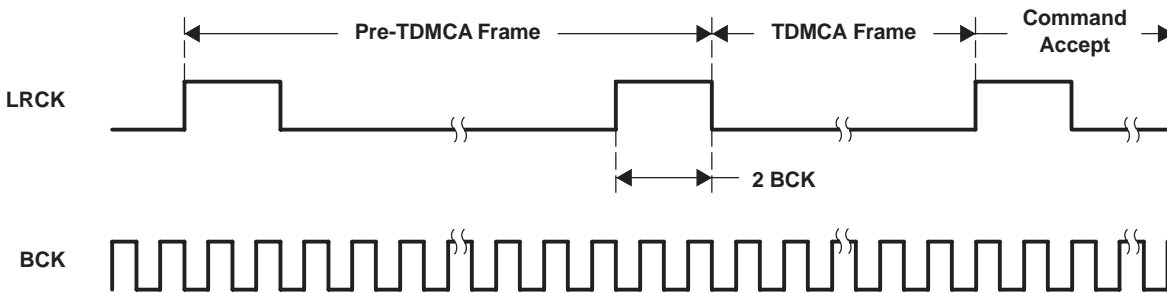 Pre-TDMCA Frame
TDMCA Frame
Command
Accept
LRCK
2 BCK
BCK